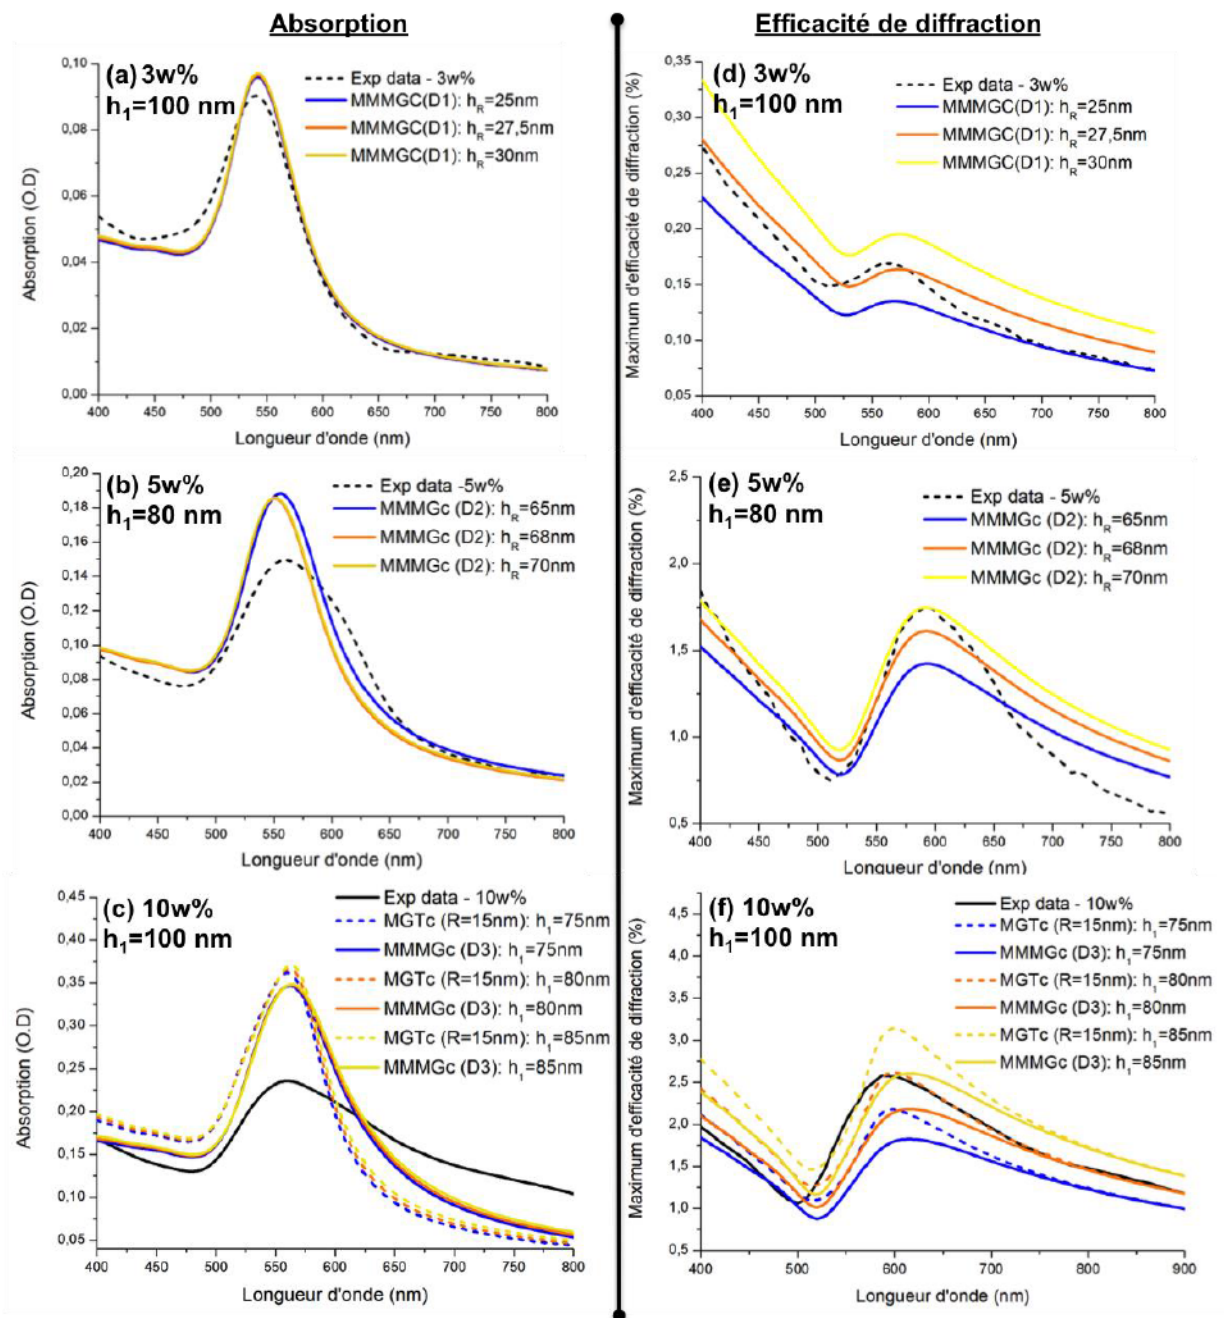 Absorption
(a) 3w%
h1=100 nm
Exp data - 3w%
MMMGC(D1): hR=25nm
MMMGC(D1): hR=27,5nm
MMMGC(D1): hR=30nm
Absorption (O.D)
0,10
0,08
0,06
0,04
0,02
0,00
400 450 500 550 600 650 700 750 800
Longueur d'onde (nm)
(b) 5w%
h1=80 nm
Exp data -5w%
MMMGc (D2): hR=65nm
MMMGc (D2): hR=68nm
MMMGc (D2): hR=70nm
Absorption (O.D)
0,20
0,18
0,16
0,14
0,12
0,10
0,08
0,06
0,04
0,02
0,00
400 450 500 550 600 650 700 750 800
Longueur d'onde (nm)
(c) 10w%
h1=100 nm
Exp data - 10w%
MGTc (R=15nm): h1=75nm
MMMGc (D3): h1=75nm
MGTc (R=15nm): h1=80nm
MMMGc (D3): h1=80nm
MGTc (R=15nm): h1=85nm
MMMGc (D3): h1=85nm
Absorption (O.D)
0,45
0,40
0,35
0,30
0,25
0,20
0,15
0,10
0,05
400 450 500 550 600 650 700 750 800
Longueur d'onde (nm)
Efficacité de diffraction
(d) 3w%
h1=100 nm
Exp data - 3w%
MMMGC(D1): hR=25nm
MMMGC(D1): hR=27,5nm
MMMGC(D1): hR=30nm
Maximum d'efficacité de diffraction (%)
0,35
0,30
0,25
0,20
0,15
0,10
0,05
400 450 500 550 600 650 700 750 800
Longueur d'onde (nm)
(e) 5w%
h1=80 nm
Exp data - 5w%
MMMGc (D2): hR=65nm
MMMGc (D2): hR=68nm
MMMGc (D2): hR=70nm
Maximum d'efficacité de diffraction (%)
2,5
2,0
1,5
1,0
0,5
400 450 500 550 600 650 700 750 800
Longueur d'onde (nm)
(f) 10w%
h1=100 nm
Exp data - 10w%
MGTc (R=15nm): h1=75nm
MMMGc (D3): h1=75nm
MGTc (R=15nm): h1=80nm
MMMGc (D3): h1=80nm
MGTc (R=15nm): h1=85nm
MMMGc (D3): h1=85nm
Maximum d'efficacité de diffraction (%)
4,5
4,0
3,5
3,0
2,5
2,0
1,5
1,0
0,5
400 500 600 700 800 900
Longueur d'onde (nm)